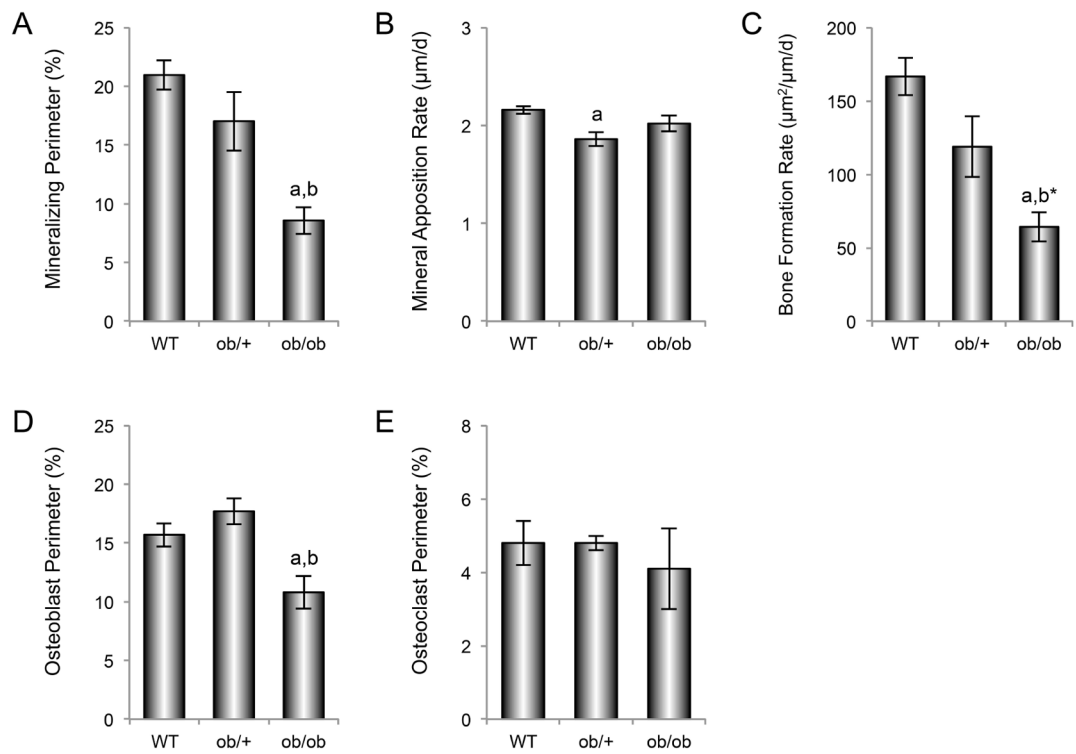 A
Mineralizing Perimeter (%)
25
20
15
10
5
0
a,b
WT ob/+ ob/ob
B
Mineral Apposition Rate (µm/d)
3
2
1
0
a
WT ob/+ ob/ob
C
Bone Formation Rate (µm²/µm/d)
200
150
100
50
0
a,b*
WT ob/+ ob/ob
D
Osteoblast Perimeter (%)
25
20
15
10
5
0
a,b
WT ob/+ ob/ob
E
Osteoclast Perimeter (%)
8
6
4
2
0
WT ob/+ ob/ob